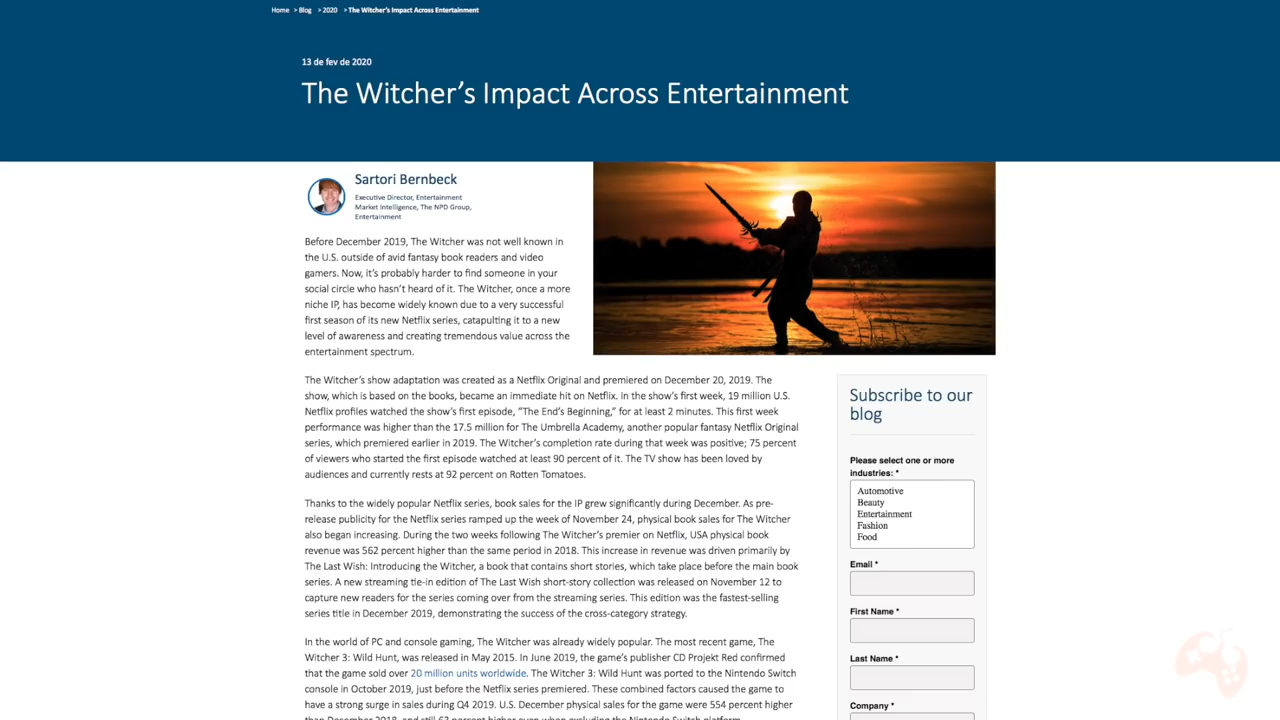 Home > Blog > 2020 > The Witcher's Impact Across Entertainment
13 de fev de 2020
The Witcher's Impact Across Entertainment
Sartori Bernbeck
Executive Director, Entertainment
Market Intelligence, The NPD Group,
Entertainment
Before December 2019, The Witcher was not well known in
the U.S. outside of avid fantasy book readers and video
gamers. Now, it's probably harder to find someone in your
social circle who hasn't heard of it. The Witcher, once a more
niche IP, has become widely known due to a very successful
first season of its new Netflix series, catapulting it to a new
level of awareness and creating tremendous value across the
entertainment spectrum.
The Witcher's show adaptation was created as a Netflix Original and premiered on December 20, 2019. The
show, which is based on the books, became an immediate hit on Netflix. In the show's first week, 19 million U.S.
Netflix profiles watched the show's first episode, "The End's Beginning," for at least 2 minutes. This first week
performance was higher than the 17.5 million for The Umbrella Academy, another popular fantasy Netflix Original
series, which premiered earlier in 2019. The Witcher's completion rate during that week was positive; 75 percent
of viewers who started the first episode watched at least 90 percent of it. The TV show has been loved by
audiences and currently rests at 92 percent on Rotten Tomatoes.
Thanks to the widely popular Netflix series, book sales for the IP grew significantly during December. As pre-
release publicity for the Netflix series ramped up the week of November 24, physical book sales for The Witcher
also began increasing. During the two weeks following The Witcher's premier on Netflix, USA physical book
revenue was 562 percent higher than the same period in 2018. This increase in revenue was driven primarily by
The Last Wish: Introducing the Witcher, a book that contains short stories, which take place before the main book
series. A new streaming tie-in edition of The Last Wish short-story collection was released on November 12 to
capture new readers for the series coming over from the streaming series. This edition was the fastest-selling
series title in December 2019, demonstrating the success of the cross-category strategy.
In the world of PC and console gaming, The Witcher was already widely popular. The most recent game, The
Witcher 3: Wild Hunt, was released in May 2015. In June 2019, the game's publisher CD Projekt Red confirmed
that the game sold over 20 million units worldwide. The Witcher 3: Wild Hunt was ported to the Nintendo Switch
console in October 2019, just before the Netflix series premiered. These combined factors caused the game to
have a strong surge in sales during Q4 2019. U.S. December physical sales for the game were 554 percent higher
than December 2018, and still 63 percent higher even when excluding the Nintendo Switch platform.
Subscribe to our
blog
Please select one or more
industries: *
Automotive
Beauty
Entertainment
Fashion
Food
Email *
First Name *
Last Name *
Company *